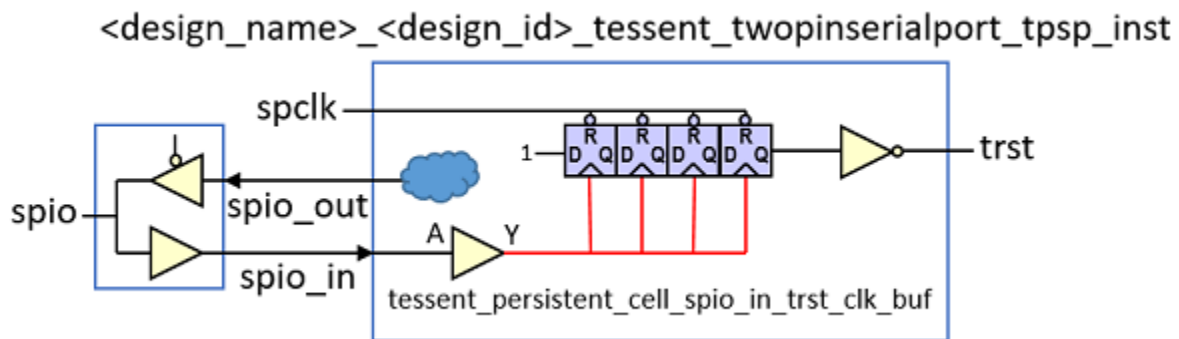 <design_name>_<design_id>_tessent_twopinserialport_tpsp_inst
spclk
R R R R
1 D Q D Q D Q D Q
trst
spio
spio_out
A Y
spio_in
tessent_persistent_cell_spio_in_trst_clk_buf